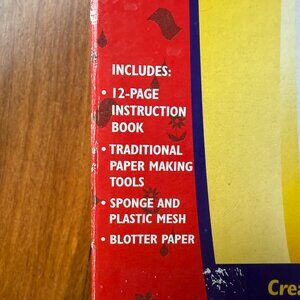 INCLUDES:
• 12-PAGE
INSTRUCTION
BOOK
• TRADITIONAL
PAPER MAKING
TOOLS
• SPONGE AND
PLASTIC MESH
• BLOTTER PAPER
Crea